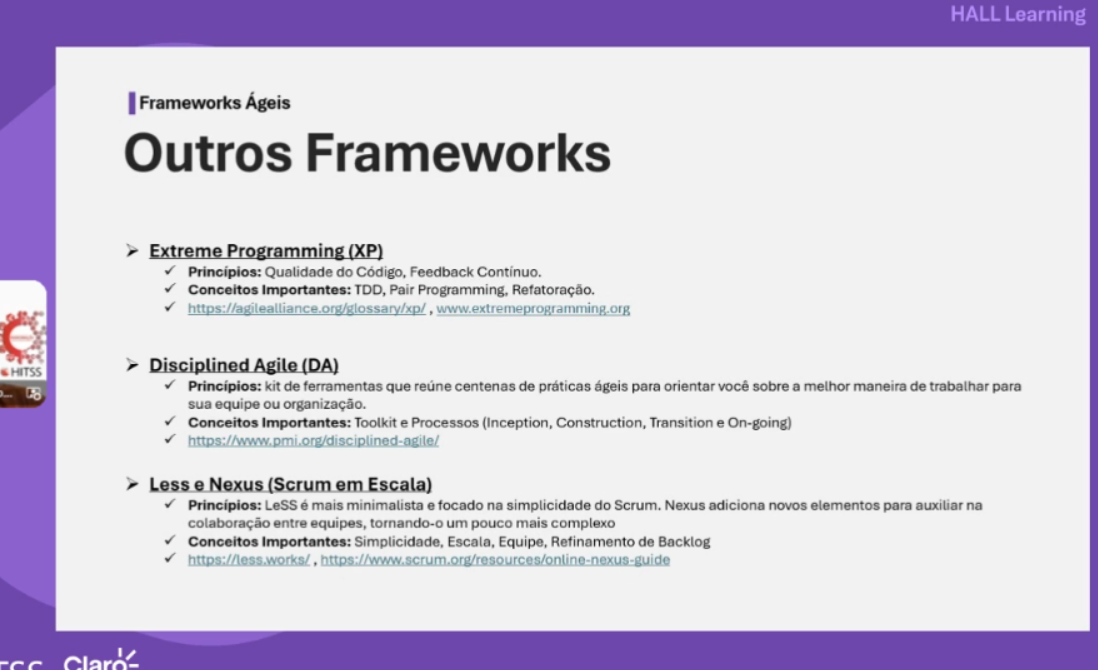 HALL Learning
Frameworks Ágeis
Outros Frameworks
➢ Extreme Programming (XP)
✓ Princípios: Qualidade do Código, Feedback Contínuo.
✓ Conceitos Importantes: TDD, Pair Programming, Refatoração.
✓ https://agilealliance.org/glossary/xp/ , www.extremeprogramming.org
➢ Disciplined Agile (DA)
✓ Princípios: kit de ferramentas que reúne centenas de práticas ágeis para orientar você sobre a melhor maneira de trabalhar para
sua equipe ou organização.
✓ Conceitos Importantes: Toolkit e Processos (Inception, Construction, Transition e On-going)
✓ https://www.pmi.org/disciplined-agile/
➢ Less e Nexus (Scrum em Escala)
✓ Princípios: LeSS é mais minimalista e focado na simplicidade do Scrum. Nexus adiciona novos elementos para auxiliar na
colaboração entre equipes, tornando-o um pouco mais complexo
✓ Conceitos Importantes: Simplicidade, Escala, Equipe, Refinamento de Backlog
✓ https://less.works/ , https://www.scrum.org/resources/online-nexus-guide
HITSS
Claro